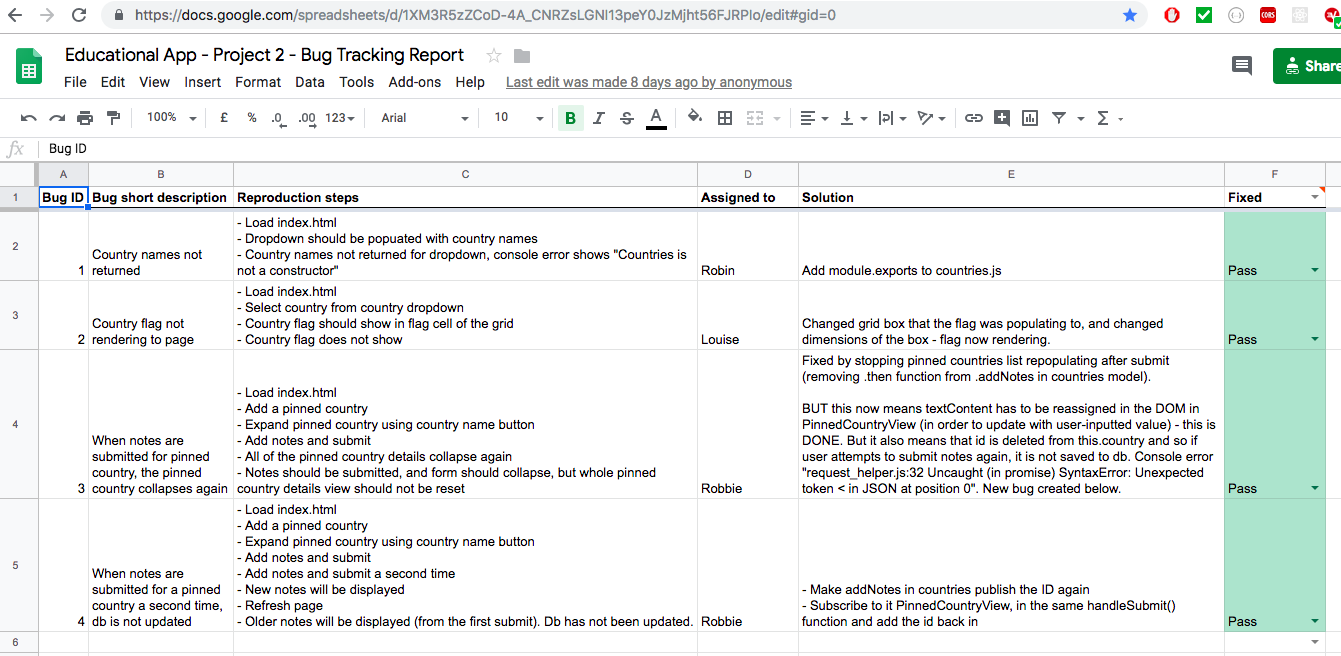 https://docs.google.com/spreadsheets/d/1XM3R5zZCoD-4A_CNRZsLGNl13peY0JzMjht56FJRPIo/edit#gid=0
CORS
Educational App - Project 2 - Bug Tracking Report
File Edit View Insert Format Data Tools Add-ons Help Last edit was made 8 days ago by anonymous
Share
100% £ % .0 .00 123 Arial 10 B I S A
fx Bug ID
A B C D E F
1 Bug ID Bug short description Reproduction steps Assigned to Solution Fixed
2
1
Country names not
returned
- Load index.html
- Dropdown should be popuated with country names
- Country names not returned for dropdown, console error shows "Countries is
not a constructor"
Robin
Add module.exports to countries.js
Pass
3
2
Country flag not
rendering to page
- Load index.html
- Select country from country dropdown
- Country flag should show in flag cell of the grid
- Country flag does not show
Louise
Changed grid box that the flag was populating to, and changed
dimensions of the box - flag now rendering.
Pass
4
3
When notes are
submitted for pinned
country, the pinned
country collapses again
- Load index.html
- Add a pinned country
- Expand pinned country using country name button
- Add notes and submit
- All of the pinned country details collapse again
- Notes should be submitted, and form should collapse, but whole pinned
country details view should not be reset
Robbie
Fixed by stopping pinned countries list repopulating after submit
(removing .then function from .addNotes in countries model).
BUT this now means textContent has to be reassigned in the DOM in
PinnedCountryView (in order to update with user-inputted value) - this is
DONE. But it also means that id is deleted from this.country and so if
user attempts to submit notes again, it is not saved to db. Console error
"request_helper.js:32 Uncaught (in promise) SyntaxError: Unexpected
token < in JSON at position 0". New bug created below.
Pass
5
4
When notes are
submitted for a pinned
country a second time,
db is not updated
- Load index.html
- Add a pinned country
- Expand pinned country using country name button
- Add notes and submit
- Add notes and submit a second time
- New notes will be displayed
- Refresh page
- Older notes will be displayed (from the first submit). Db has not been updated.
Robbie
- Make addNotes in countries publish the ID again
- Subscribe to it PinnedCountryView, in the same handleSubmit()
function and add the id back in
Pass
6